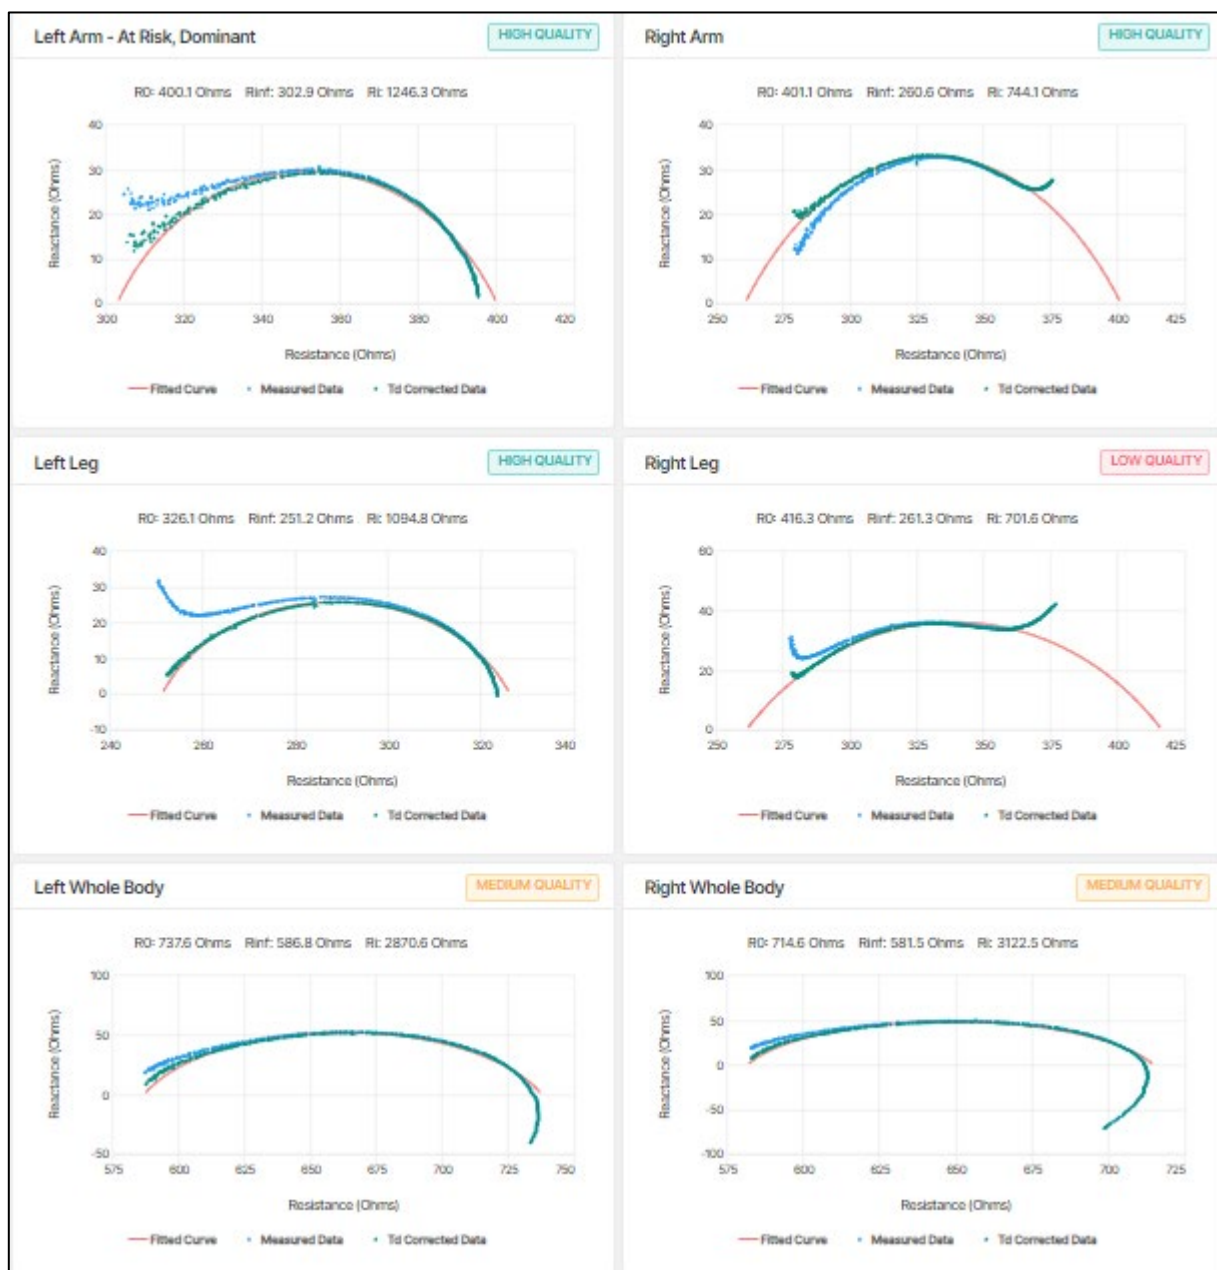 Left Arm - At Risk, Dominant HIGH QUALITY
R0: 400.1 Ohms Rinf: 302.9 Ohms Ri: 1246.3 Ohms
40
30
20
10
0
300 320 340 360 380 400 420
Reactance (Ohms)
Resistance (Ohms)
Fitted Curve Measured Data Td Corrected Data
Right Arm HIGH QUALITY
R0: 401.1 Ohms Rinf: 260.6 Ohms Ri: 744.1 Ohms
40
30
20
10
0
250 275 300 325 350 375 400 425
Reactance (Ohms)
Resistance (Ohms)
Fitted Curve Measured Data Td Corrected Data
Left Leg HIGH QUALITY
R0: 326.1 Ohms Rinf: 251.2 Ohms Ri: 1094.8 Ohms
40
30
20
10
0
-10
240 260 280 300 320 340
Reactance (Ohms)
Resistance (Ohms)
Fitted Curve Measured Data Td Corrected Data
Right Leg LOW QUALITY
R0: 416.3 Ohms Rinf: 261.3 Ohms Ri: 701.6 Ohms
60
40
20
0
250 275 300 325 350 375 400 425
Reactance (Ohms)
Resistance (Ohms)
Fitted Curve Measured Data Td Corrected Data
Left Whole Body MEDIUM QUALITY
R0: 737.6 Ohms Rinf: 586.8 Ohms Ri: 2870.6 Ohms
100
50
0
-50
575 600 625 650 675 700 725 750
Reactance (Ohms)
Resistance (Ohms)
Fitted Curve Measured Data Td Corrected Data
Right Whole Body MEDIUM QUALITY
R0: 714.6 Ohms Rinf: 581.5 Ohms Ri: 3122.5 Ohms
100
50
0
-50
-100
575 600 625 650 675 700 725
Reactance (Ohms)
Resistance (Ohms)
Fitted Curve Measured Data Td Corrected Data